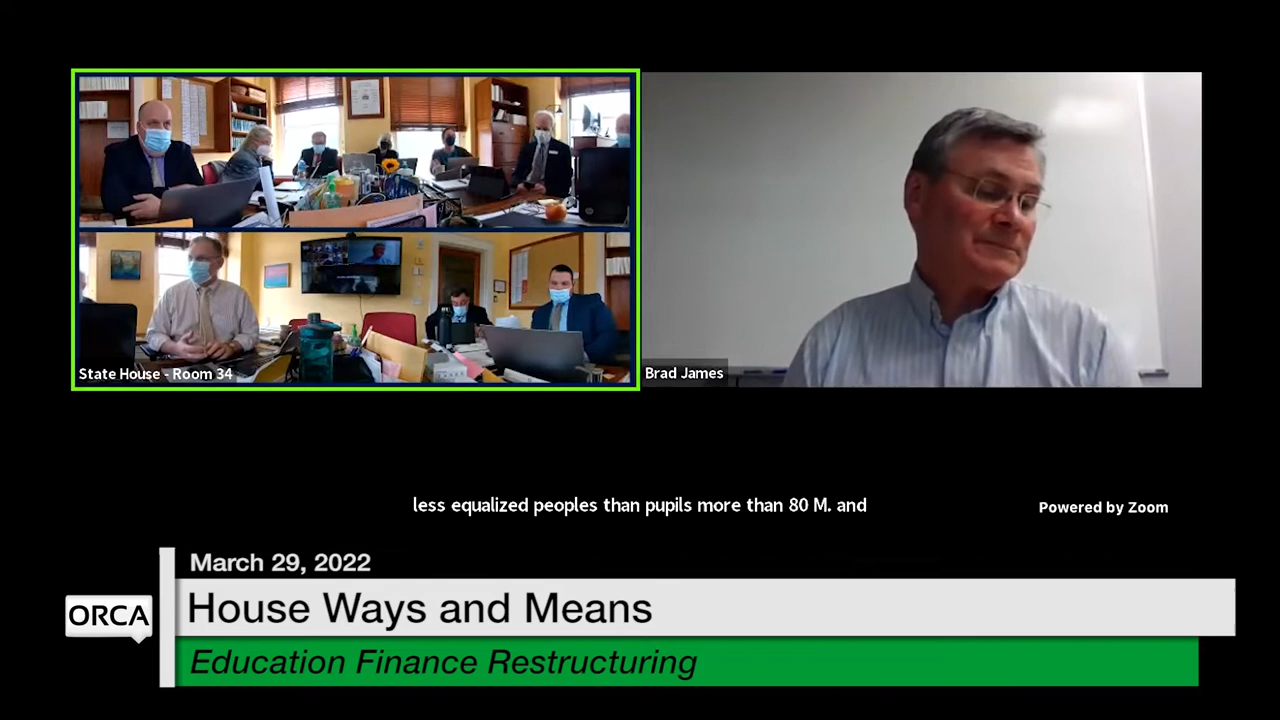 State House - Room 34
Brad James
less equalized peoples than pupils more than 80 M. and
Powered by Zoom
March 29, 2022
ORCA
House Ways and Means
Education Finance Restructuring